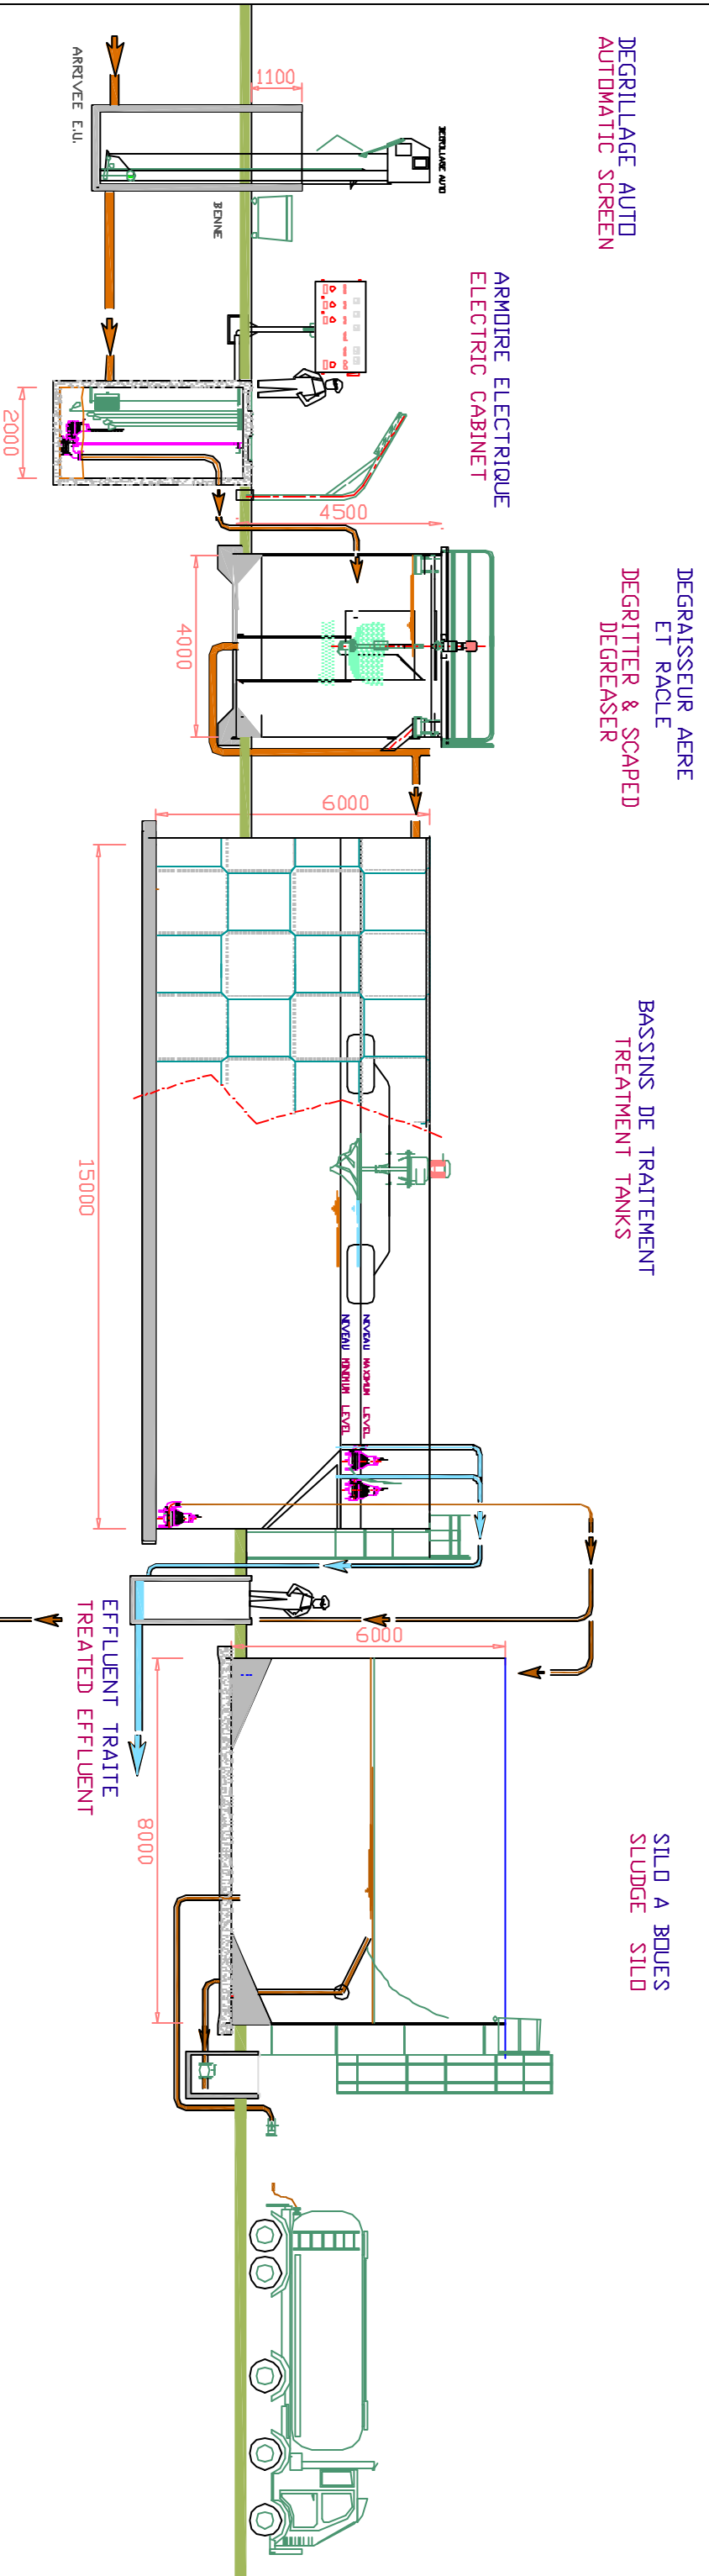 DEGRILLAGE AUTO
AUTOMATIC SCREEN
DEGRILLAGE AUTO
1100
ARRIVEE E.U.
BENNE
ARMOIRE ELECTRIQUE
ELECTRIC CABINET
2000
DEGRAISSEUR AERE
ET RACLE
DEGRITTER & SCAPED
DEGREASER
4500
4000
BASSINS DE TRAITEMENT
TREATMENT TANKS
6000
15000
NIVEAU MAXIMUM LEVEL
NIVEAU MINIMUM LEVEL
EFFLUENT TRAITE
TREATED EFFLUENT
SILO A BOUES
SLUDGE SILO
6000
8000